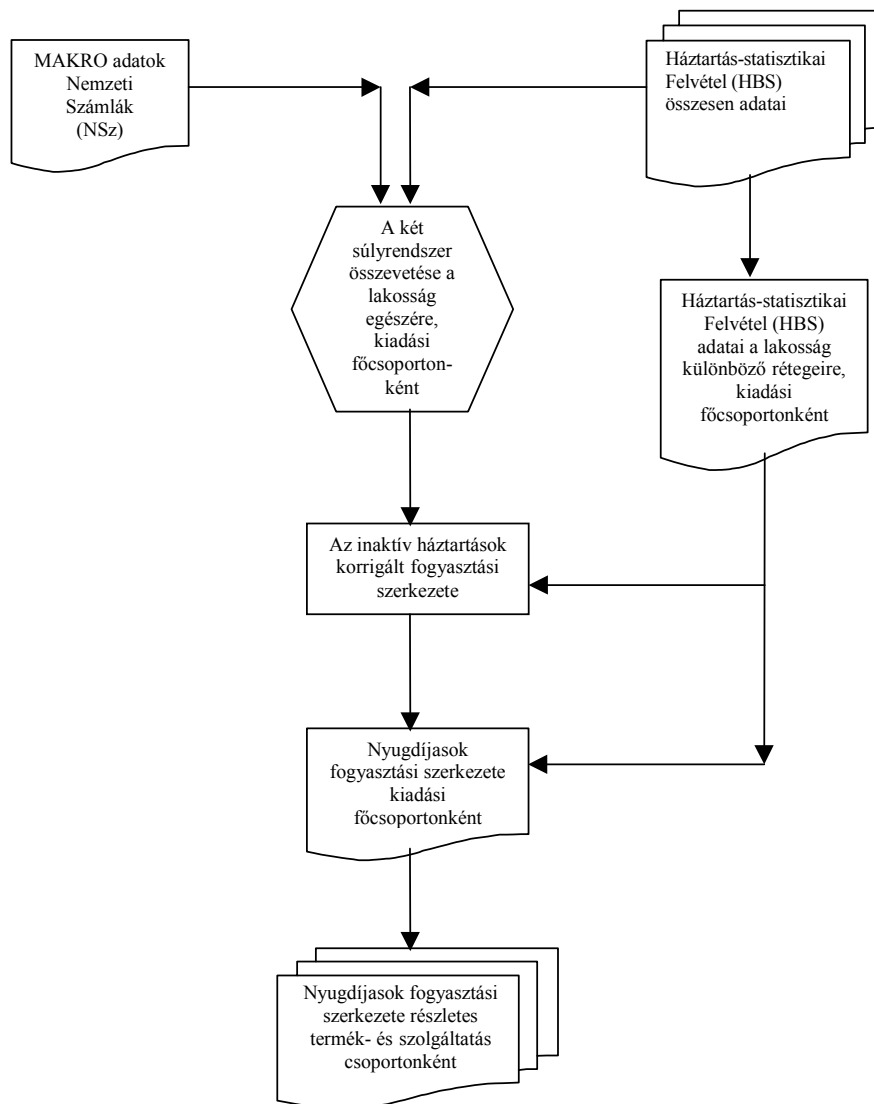 MAKRO adatok
Nemzeti
Számlák
(NSz)
Háztartás-statisztikai
Felvétel (HBS)
összesen adatai
A két
súlyrendszer
összevetése a
lakosság
egészére,
kiadási
főcsoporton-
ként
Háztartás-statisztikai
Felvétel (HBS)
adatai a lakosság
különböző rétegeire,
kiadási
főcsoportonként
Az inaktív háztartások
korrigált fogyasztási
szerkezete
Nyugdíjasok
fogyasztási szerkezete
kiadási
főcsoportonként
Nyugdíjasok fogyasztási
szerkezete részletes
termék- és szolgáltatás
csoportonként